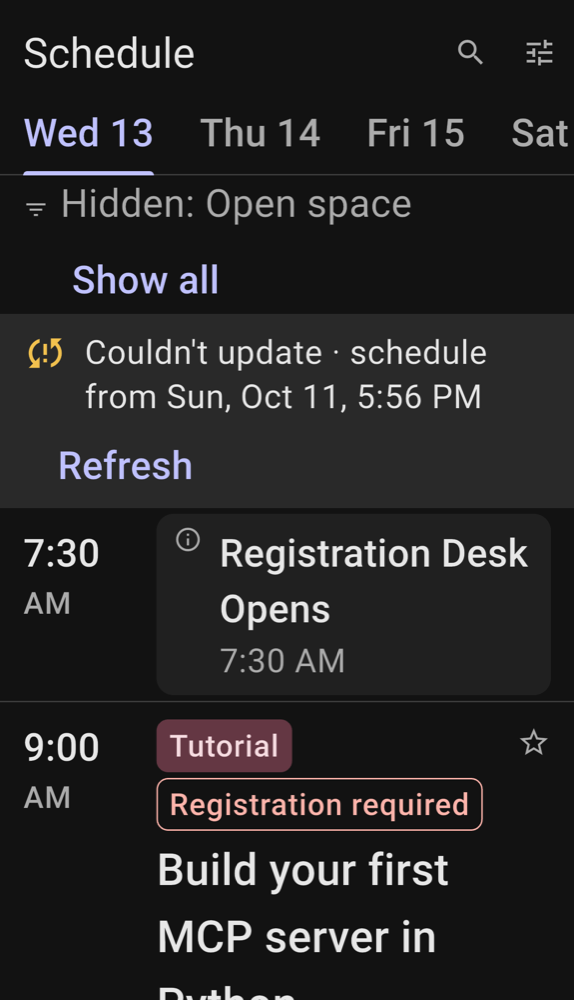 Schedule
Wed 13 Thu 14 Fri 15 Sat
Hidden: Open space
Show all
Couldn't update · schedule
from Sun, Oct 11, 5:56 PM
Refresh
7:30
AM
Registration Desk
Opens
7:30 AM
9:00
AM
Tutorial
Registration required
Build your first
MCP server in
Python